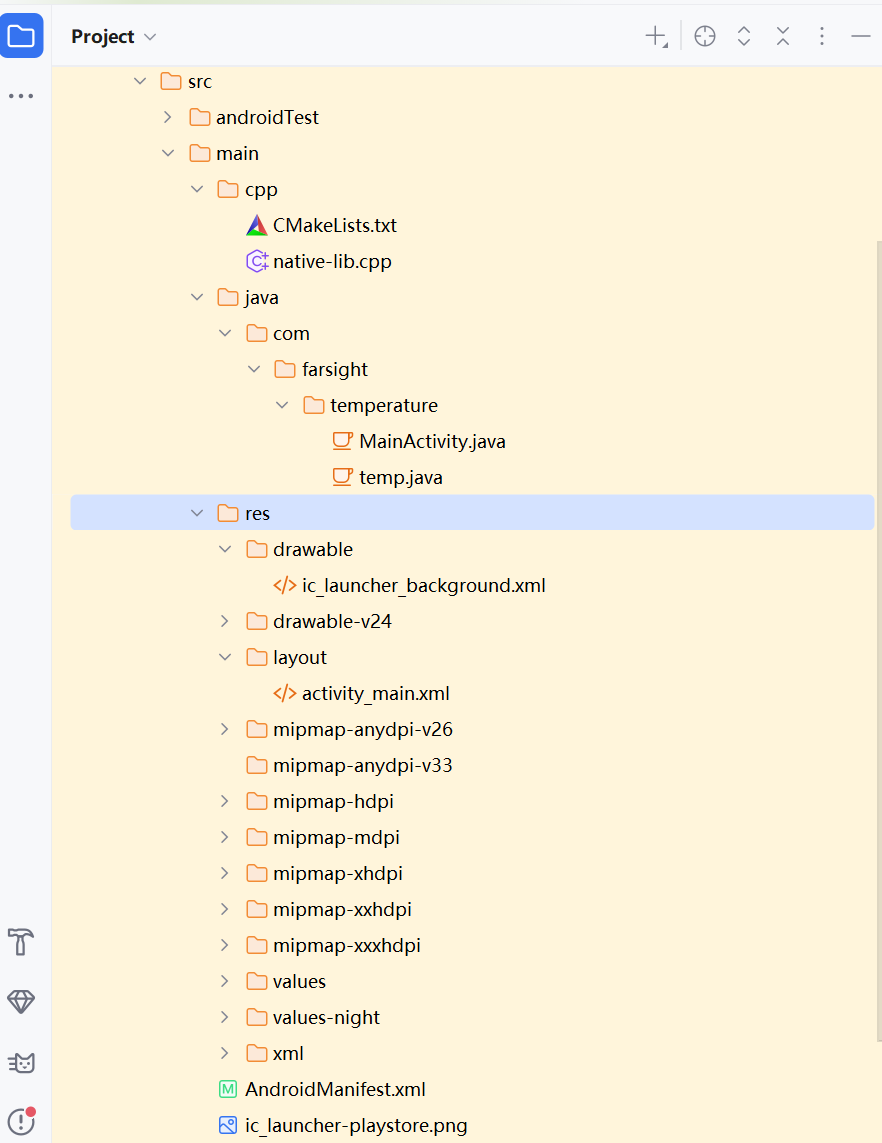 Project
src
androidTest
main
cpp
CMakeLists.txt
native-lib.cpp
java
com
farsight
temperature
MainActivity.java
temp.java
res
drawable
ic_launcher_background.xml
drawable-v24
layout
activity_main.xml
mipmap-anydpi-v26
mipmap-anydpi-v33
mipmap-hdpi
mipmap-mdpi
mipmap-xhdpi
mipmap-xxhdpi
mipmap-xxxhdpi
values
values-night
xml
AndroidManifest.xml
ic_launcher-playstore.png